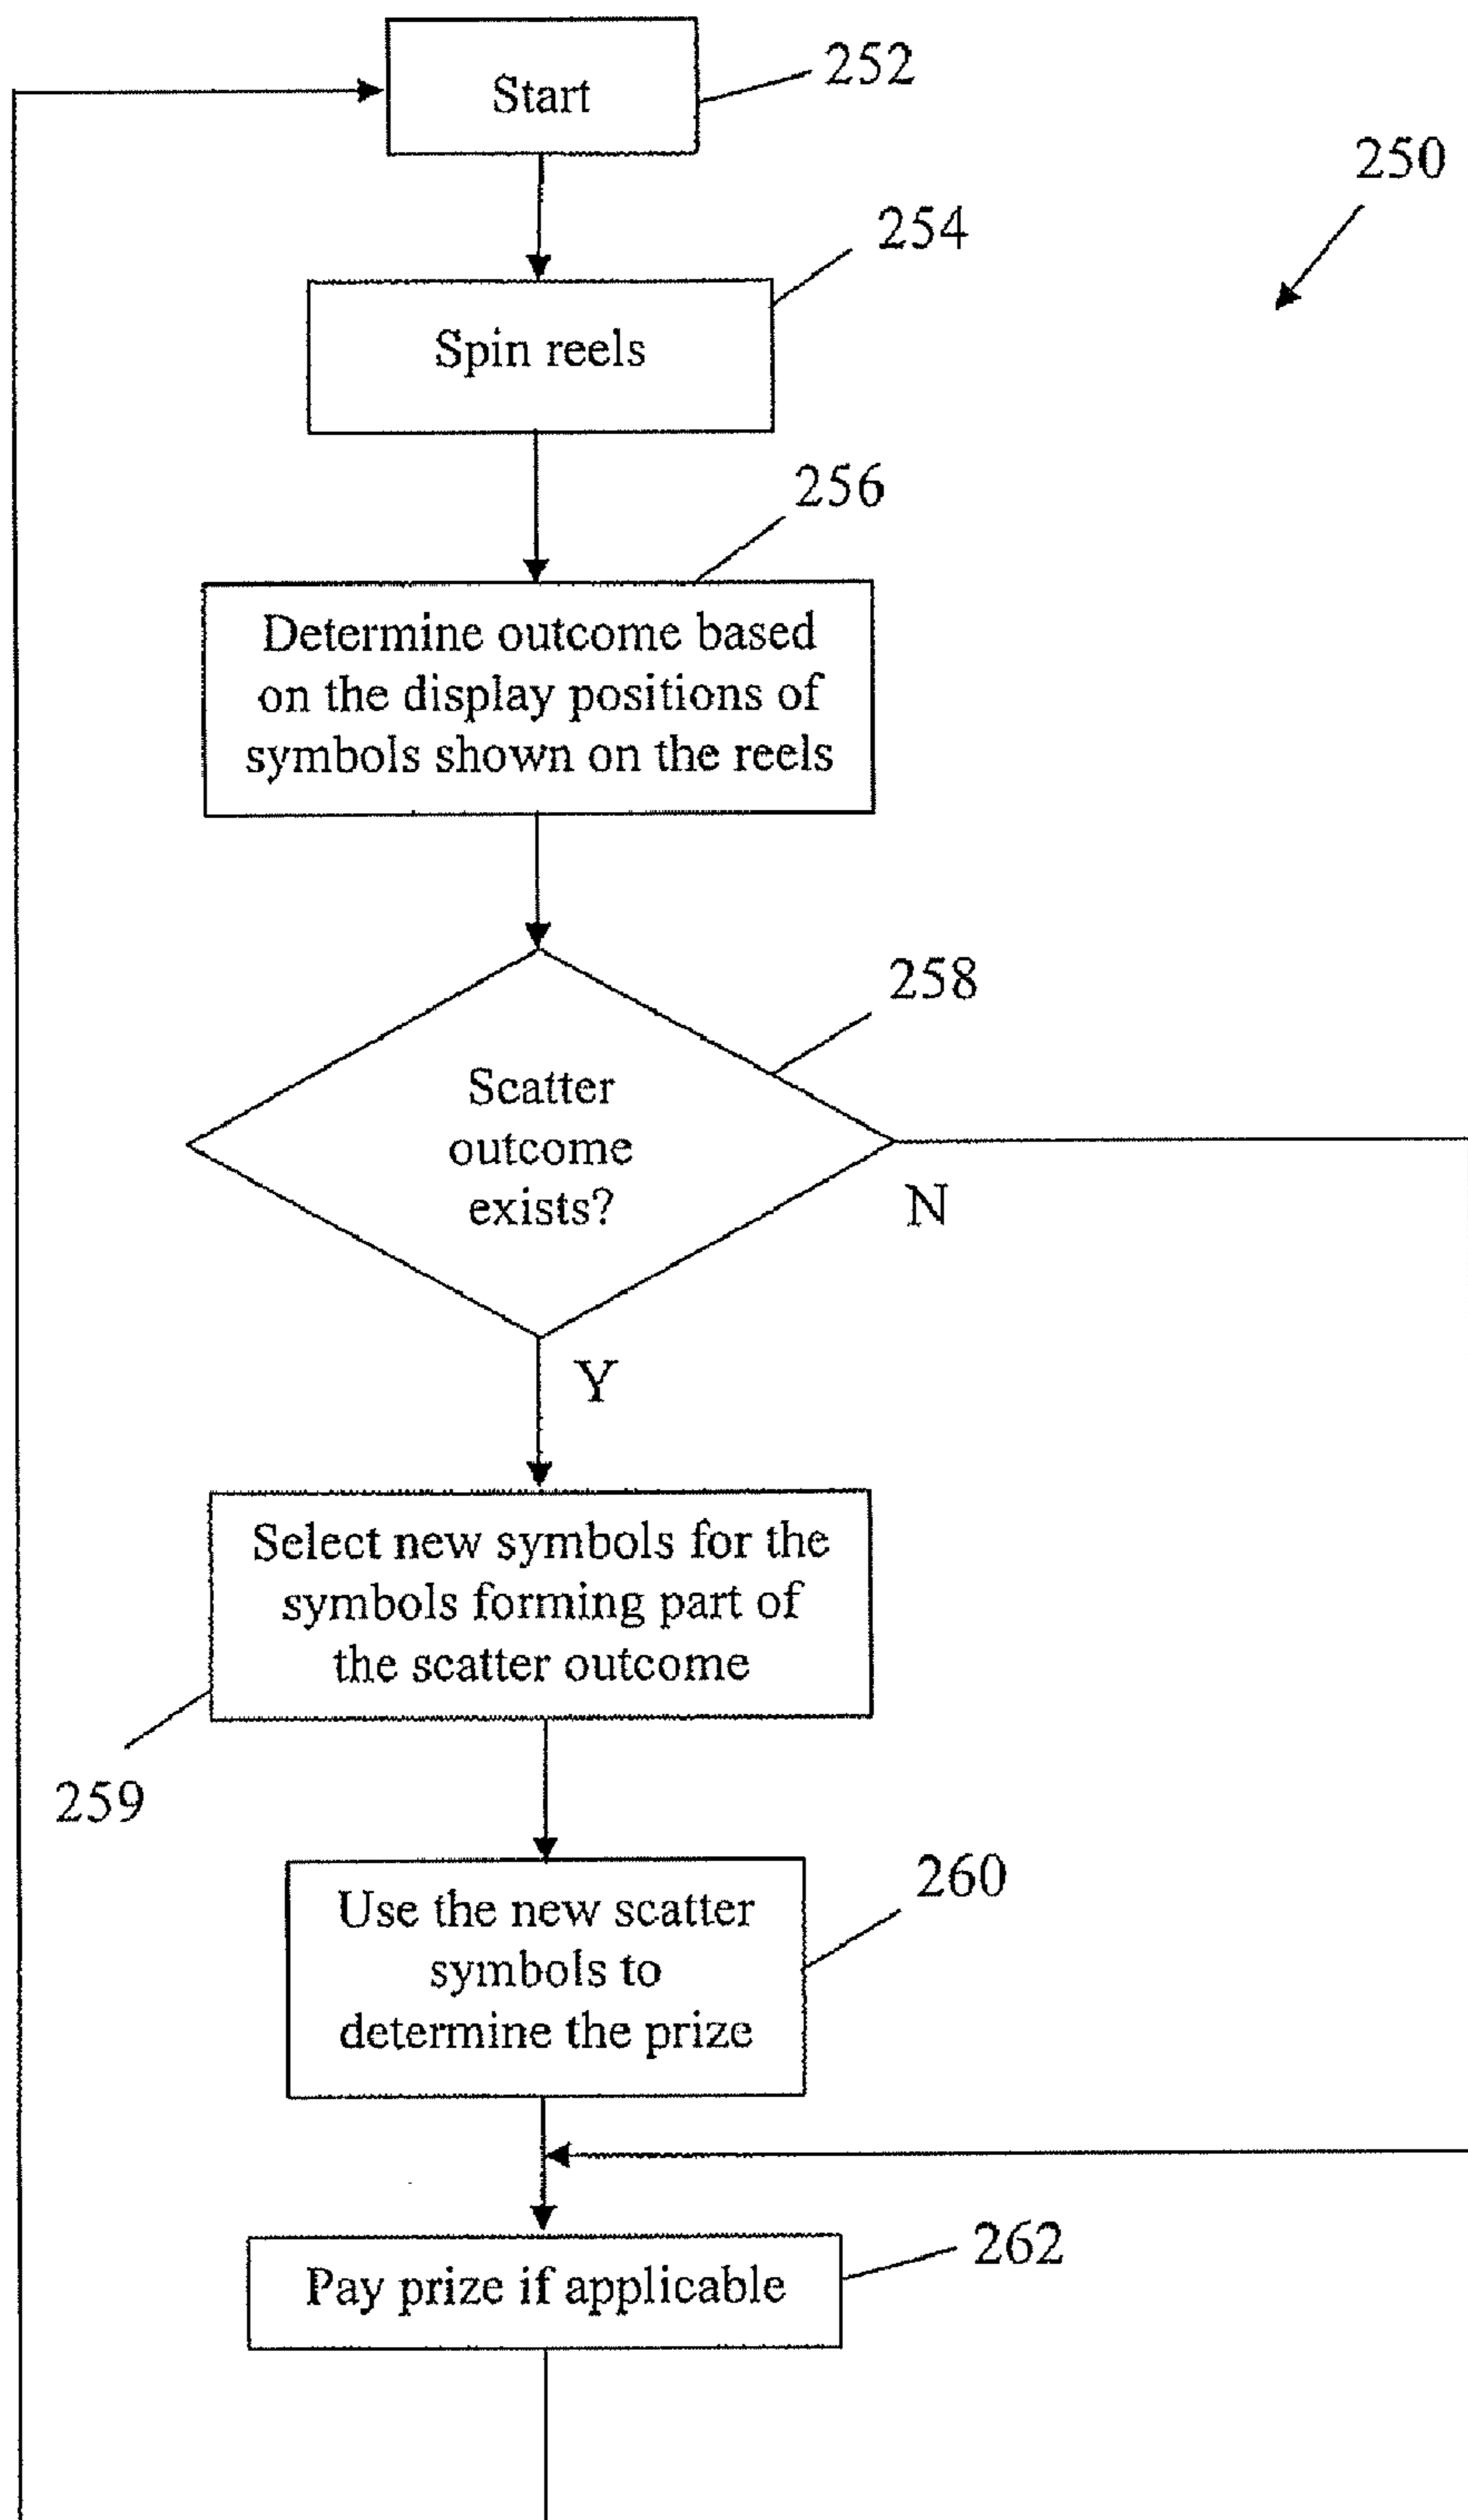 Start
252
250
254
Spin reels
256
Determine outcome based
on the display positions of
symbols shown on the reels
258
Scatter
outcome
exists?
N
Y
Select new symbols for the
symbols forming part of
the scatter outcome
259
260
Use the new scatter
symbols to
determine the prize
262
Pay prize if applicable